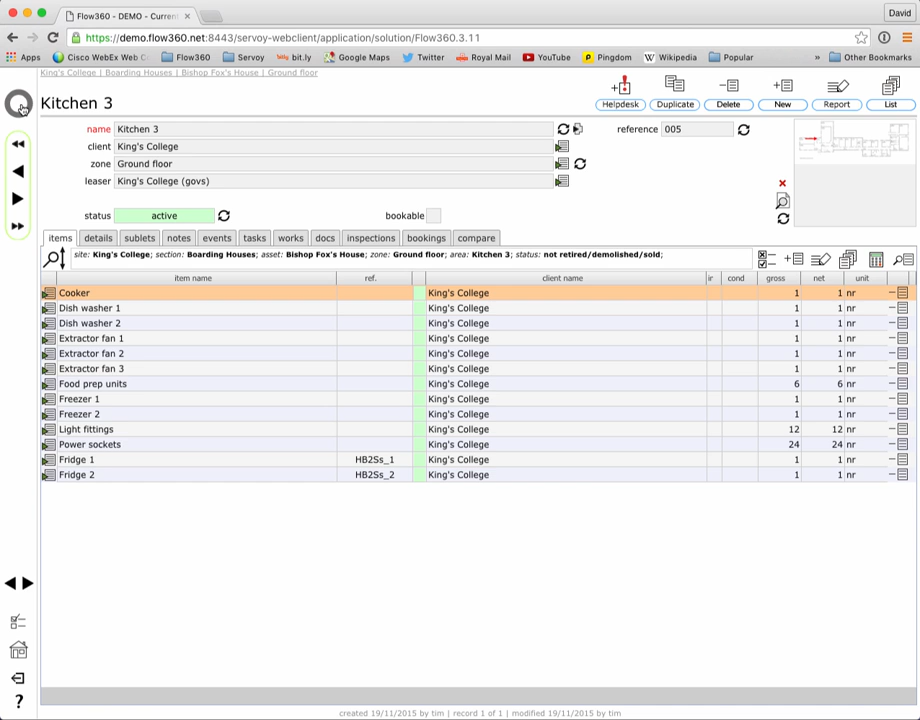 Flow360 - DEMO - Current
David
https://demo.flow360.net:8443/servoy-webclient/application/solution/Flow360.3.11
Apps Cisco WebEx Web C Flow360 Servoy bitly bit.ly Google Maps Twitter Royal Mail YouTube P Pingdom W Wikipedia Popular » Other Bookmarks
King's College | Boarding Houses | Bishop Fox's House | Ground floor
Kitchen 3
Helpdesk Duplicate Delete New Report List
name Kitchen 3 reference 005
client King's College
zone Ground floor
leaser King's College (govs)
status active bookable
items details sublets notes events tasks works docs inspections bookings compare
site: King's College; section: Boarding Houses; asset: Bishop Fox's House; zone: Ground floor; area: Kitchen 3; status: not retired/demolished/sold;
item name ref. client name ir cond gross net unit
Cooker King's College 1 1 nr
Dish washer 1 King's College 1 1 nr
Dish washer 2 King's College 1 1 nr
Extractor fan 1 King's College 1 1 nr
Extractor fan 2 King's College 1 1 nr
Extractor fan 3 King's College 1 1 nr
Food prep units King's College 6 6 nr
Freezer 1 King's College 1 1 nr
Freezer 2 King's College 1 1 nr
Light fittings King's College 12 12 nr
Power sockets King's College 24 24 nr
Fridge 1 HB2Ss_1 King's College 1 1 nr
Fridge 2 HB2Ss_2 King's College 1 1 nr
?
created 19/11/2015 by tim | record 1 of 1 | modified 19/11/2015 by tim